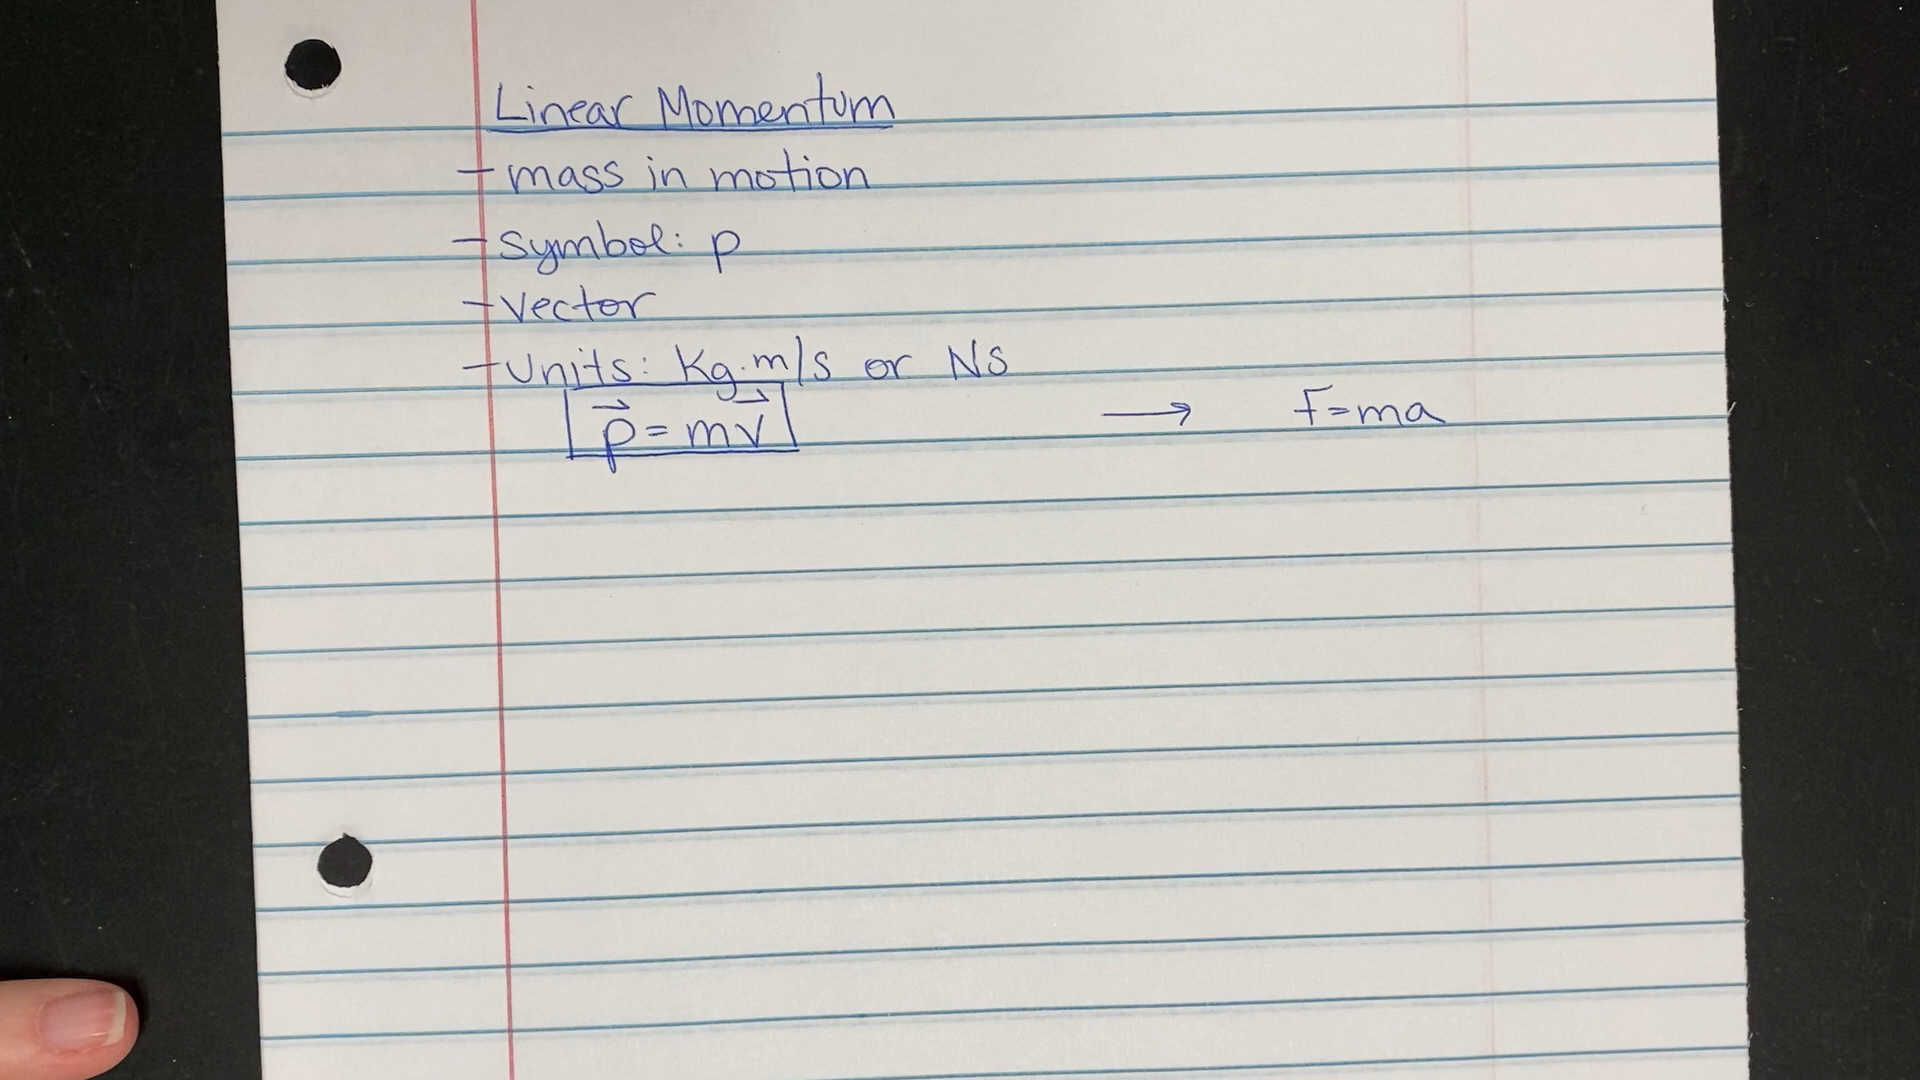 Linear Momentum
- mass in motion
- symbol: p
- Vector
- Units: Kg·m/s or Ns
p⃗ = mv⃗ → F=ma